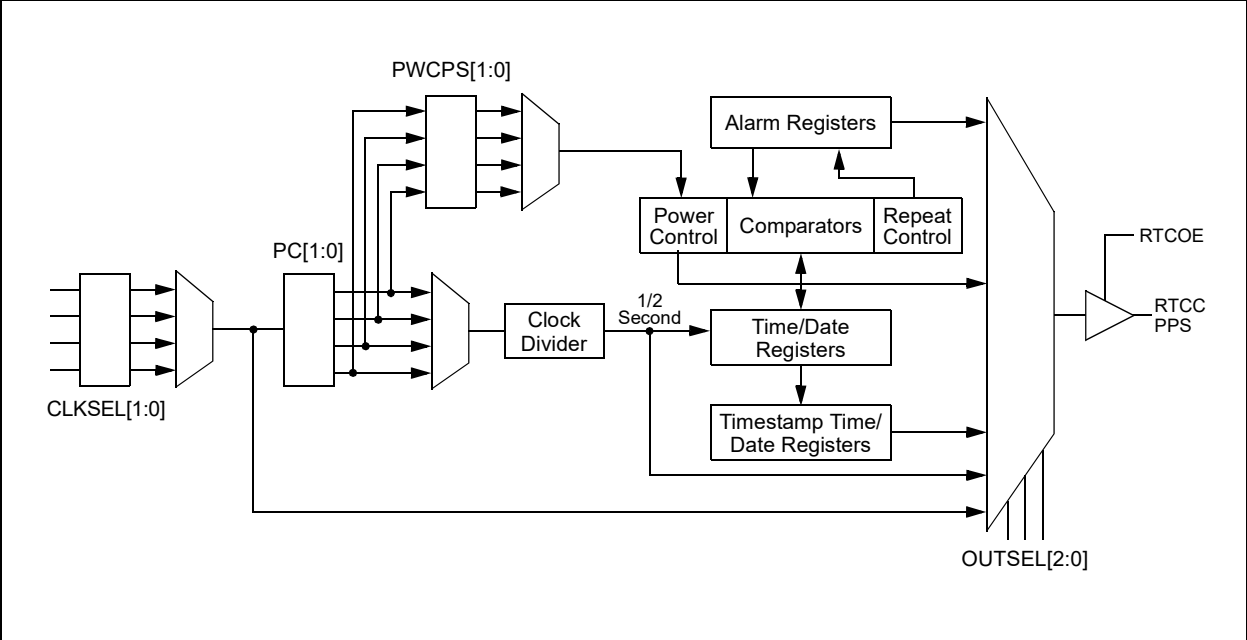 PWCPS[1:0]
Alarm Registers
Power
Control
Comparators
Repeat
Control
RTCOE
PC[1:0]
1/2
Second
Clock
Divider
Time/Date
Registers
RTCC
PPS
CLKSEL[1:0]
Timestamp Time/
Date Registers
OUTSEL[2:0]